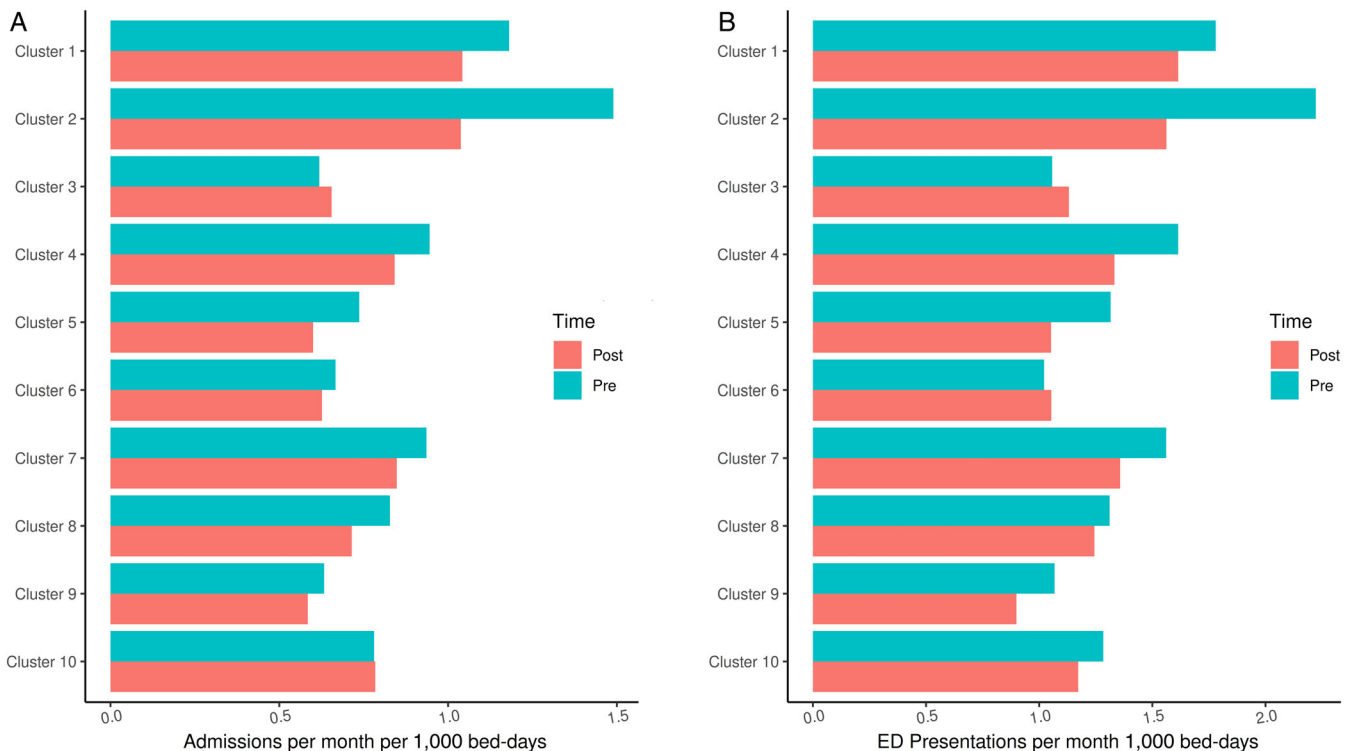 A
Cluster 1
Cluster 2
Cluster 3
Cluster 4
Cluster 5
Cluster 6
Cluster 7
Cluster 8
Cluster 9
Cluster 10
0.0 0.5 1.0 1.5
Admissions per month per 1,000 bed-days
Time
Post
Pre
B
Cluster 1
Cluster 2
Cluster 3
Cluster 4
Cluster 5
Cluster 6
Cluster 7
Cluster 8
Cluster 9
Cluster 10
0.0 0.5 1.0 1.5 2.0
ED Presentations per month 1,000 bed-days
Time
Post
Pre